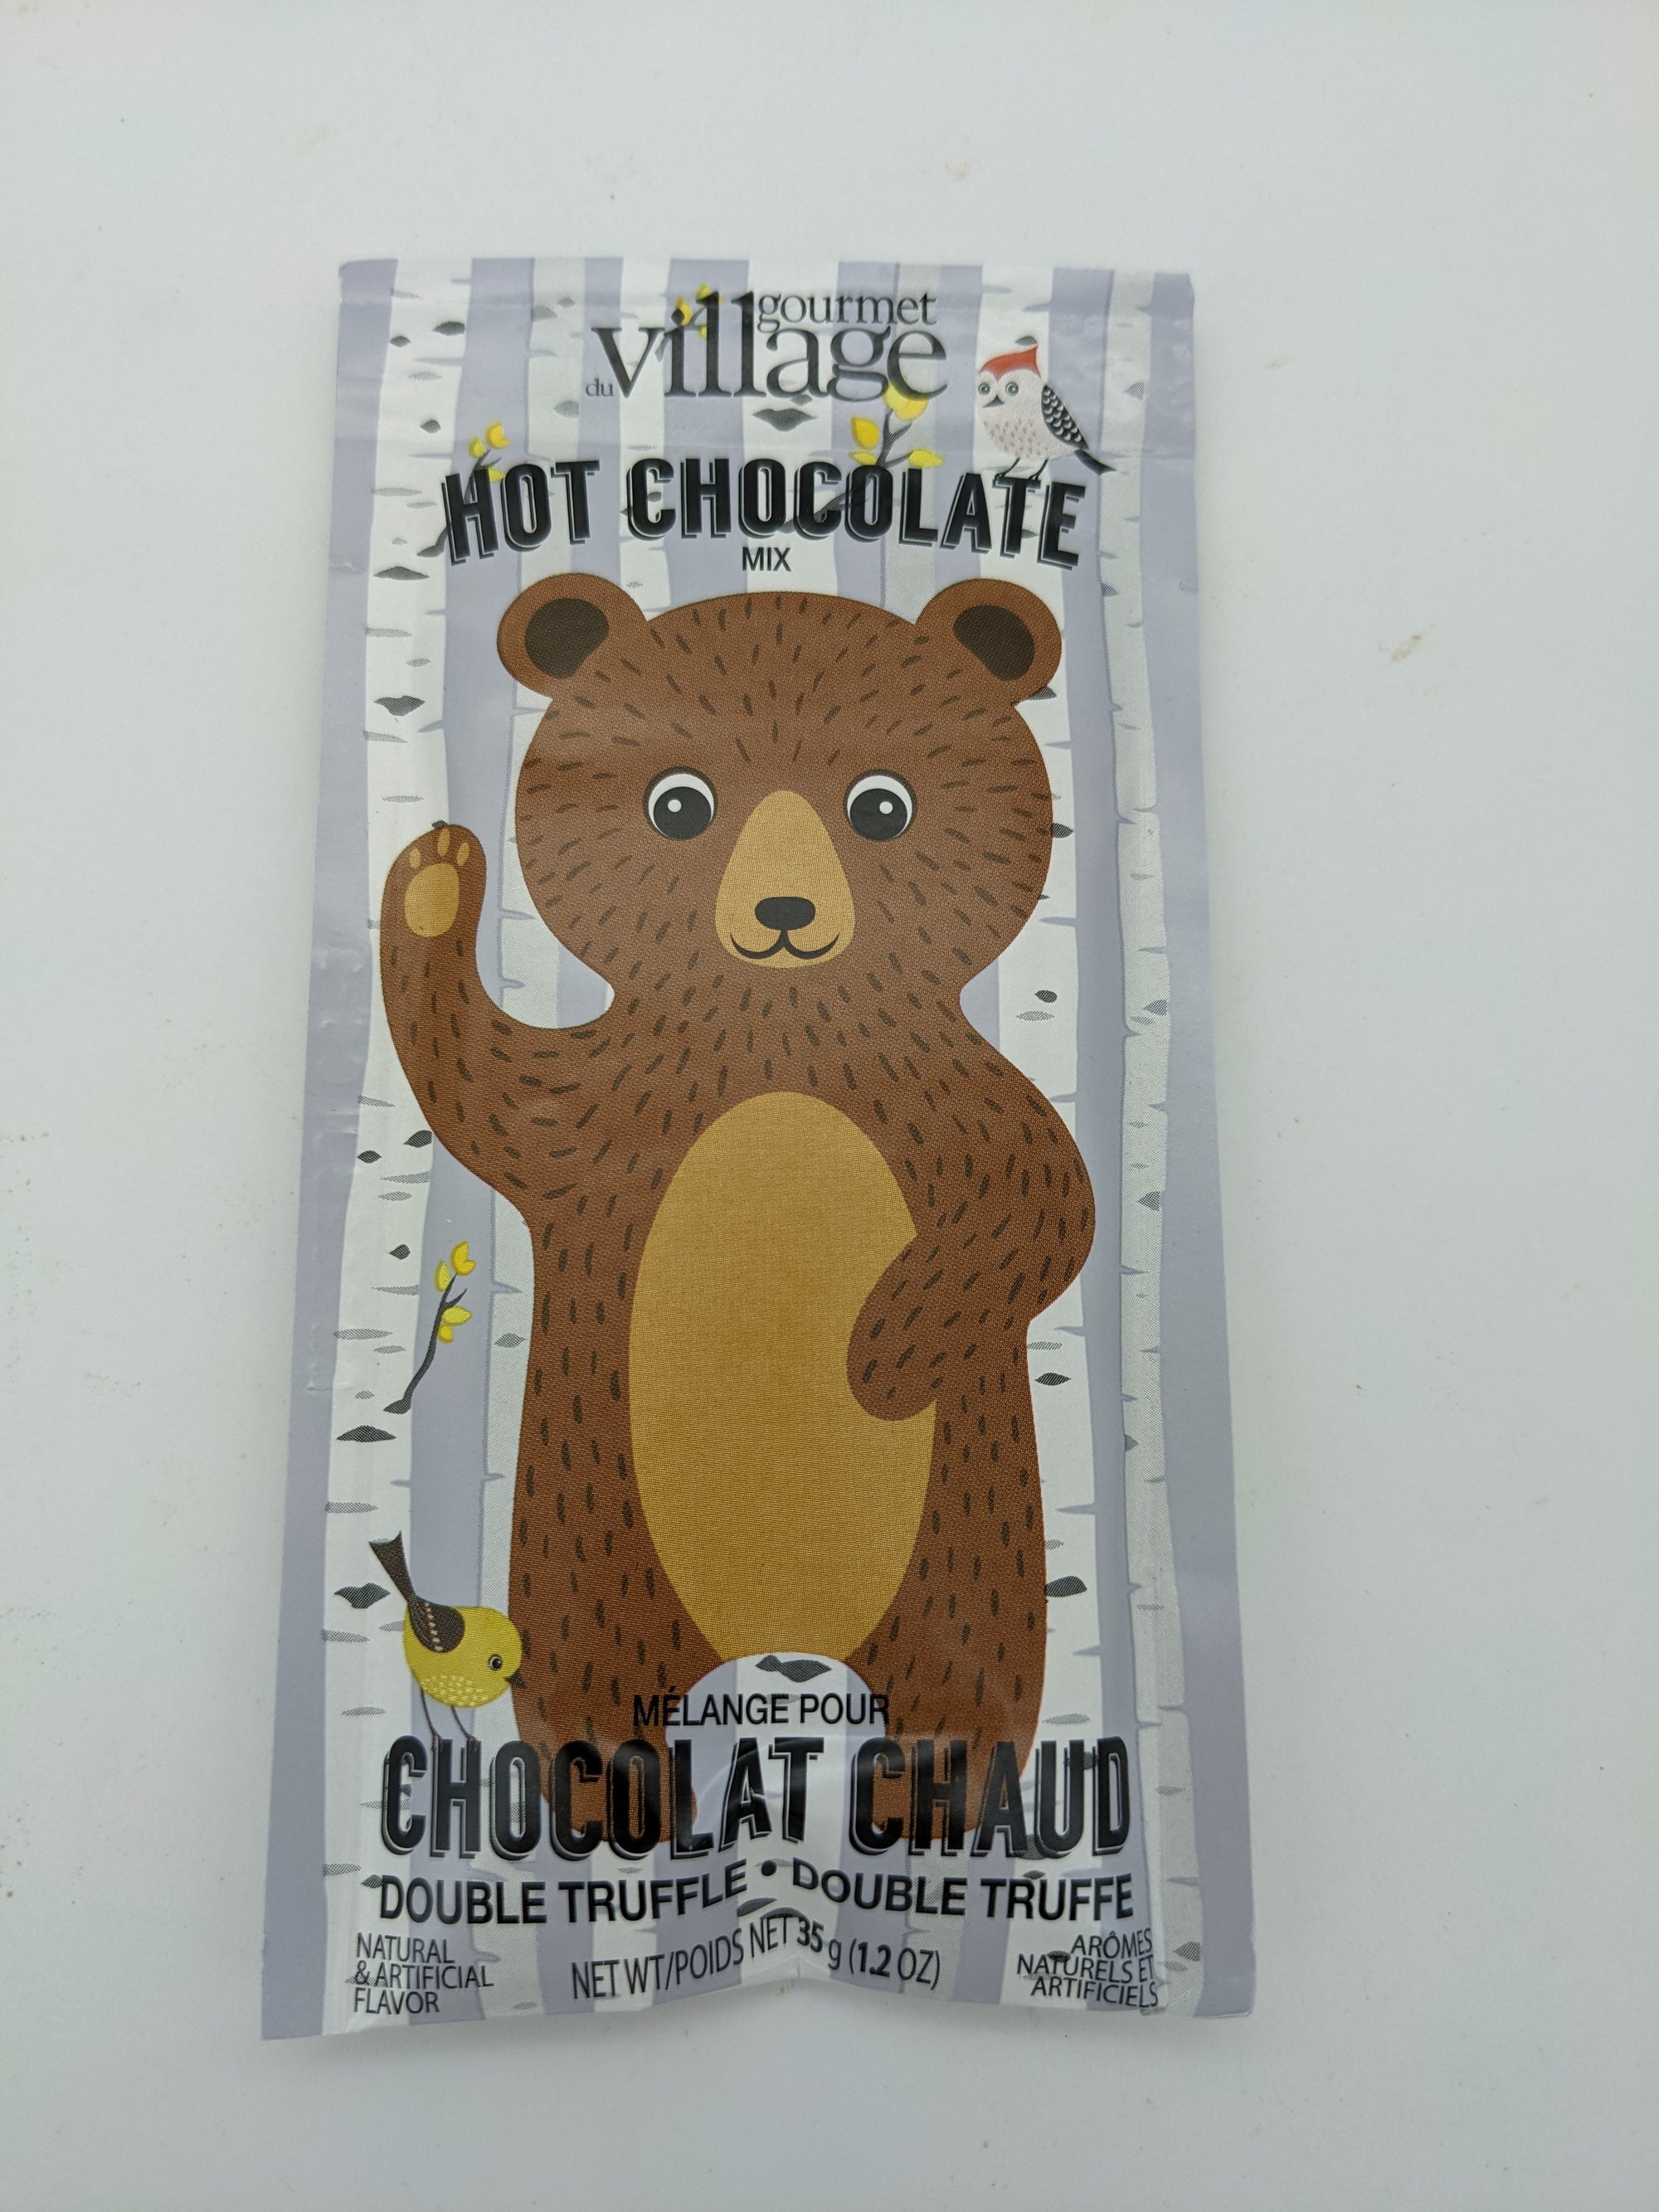 gourmet
du village
HOT CHOCOLATE
MIX
MÉLANGE POUR
CHOCOLAT CHAUD
DOUBLE TRUFFLE • DOUBLE TRUFFE
NATURAL
& ARTIFICIAL
FLAVOR
NET WT/POIDS NET 35 g (1.2 OZ)
ARÔMES
NATURELS ET
ARTIFICIELS